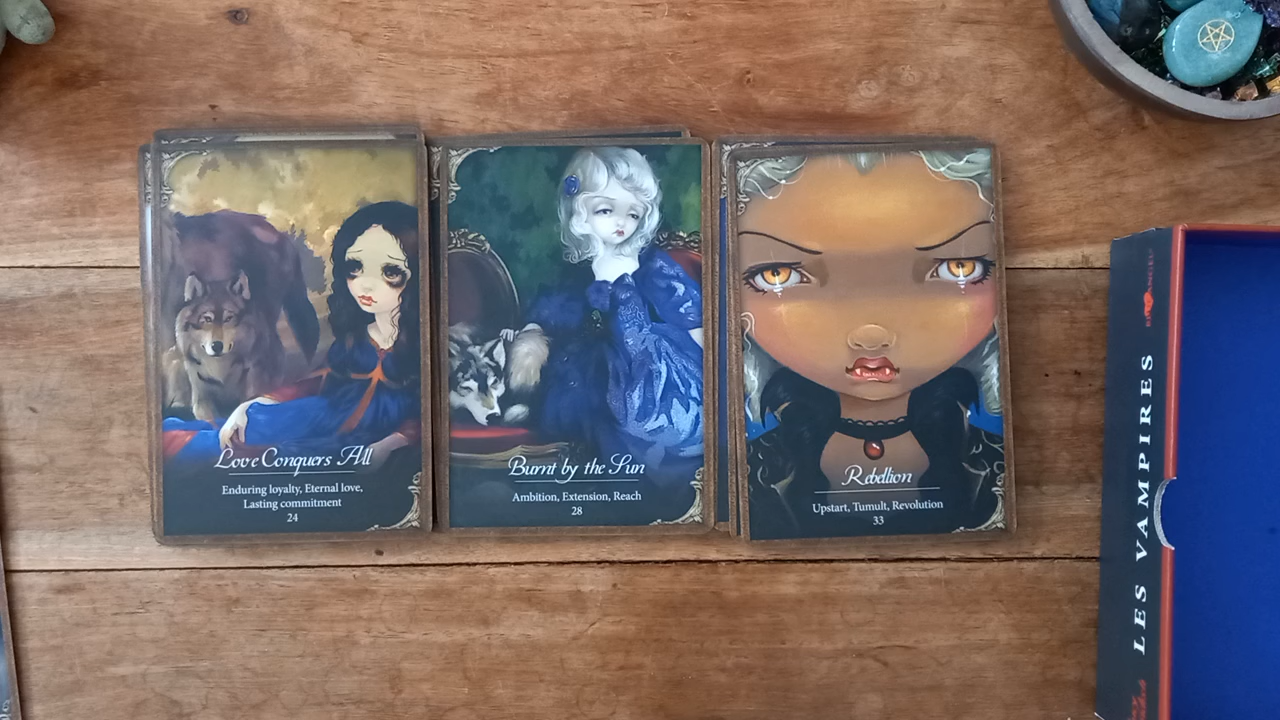 Love Conquers All
Enduring loyalty, Eternal love,
Lasting commitment
24
Burnt by the Sun
Ambition, Extension, Reach
28
Rebellion
Upstart, Tumult, Revolution
33
LES VAMPIRES